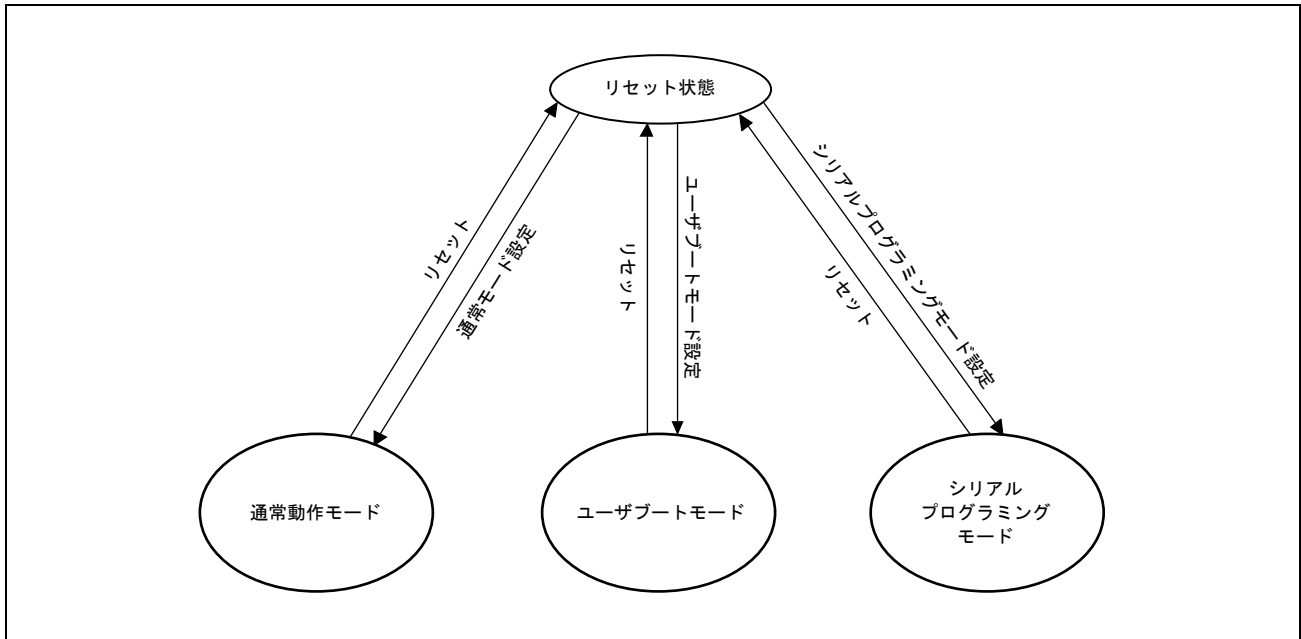 リセット状態
リセット
通常モード設定
リセット
ユーザブートモード設定
リセット
シリアルプログラミングモード設定
通常動作モード
ユーザブートモード
シリアル
プログラミング
モード